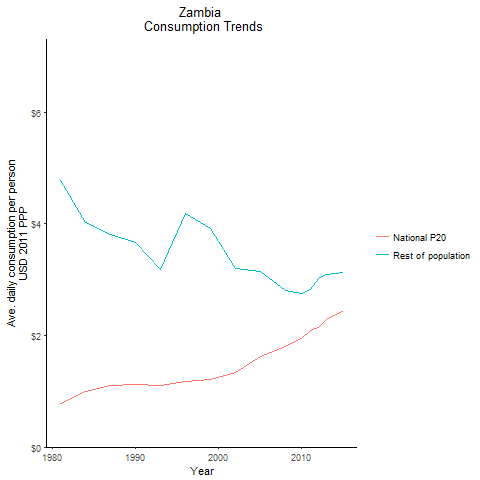 Zambia
Consumption Trends
Ave. daily consumption per person
USD 2011 PPP
$6
$4
$2
$0
1980
1990
2000
2010
Year
National P20
Rest of population